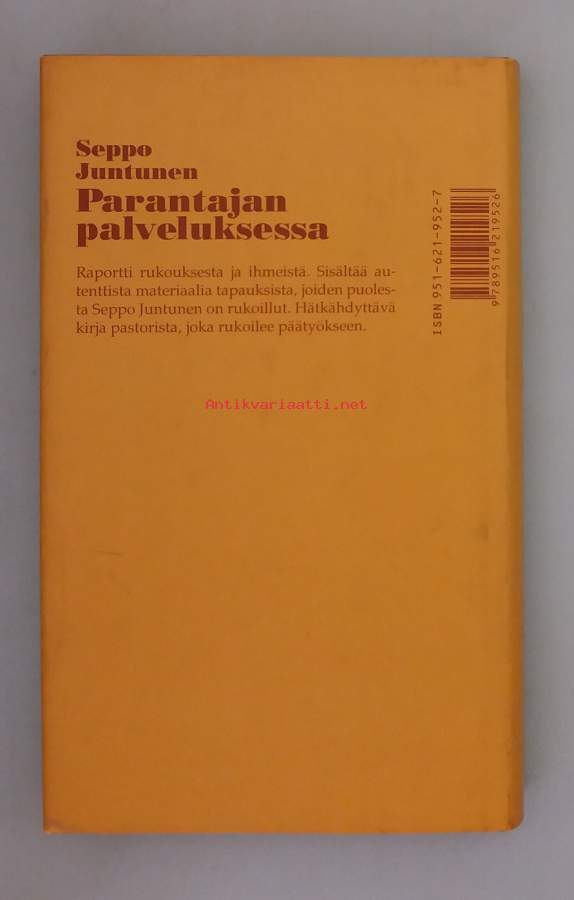 Seppo
Juntunen
Parantajan
palveluksessa
Raportti rukouksesta ja ihmeistä. Sisältää au-
tenttista materiaalia tapauksista, joiden puoles-
ta Seppo Juntunen on rukoillut. Hätkähdyttävä
kirja pastorista, joka rukoilee päätyökseen.
ISBN 951-621-952-7
9789516219526
Antikvariaatti.net